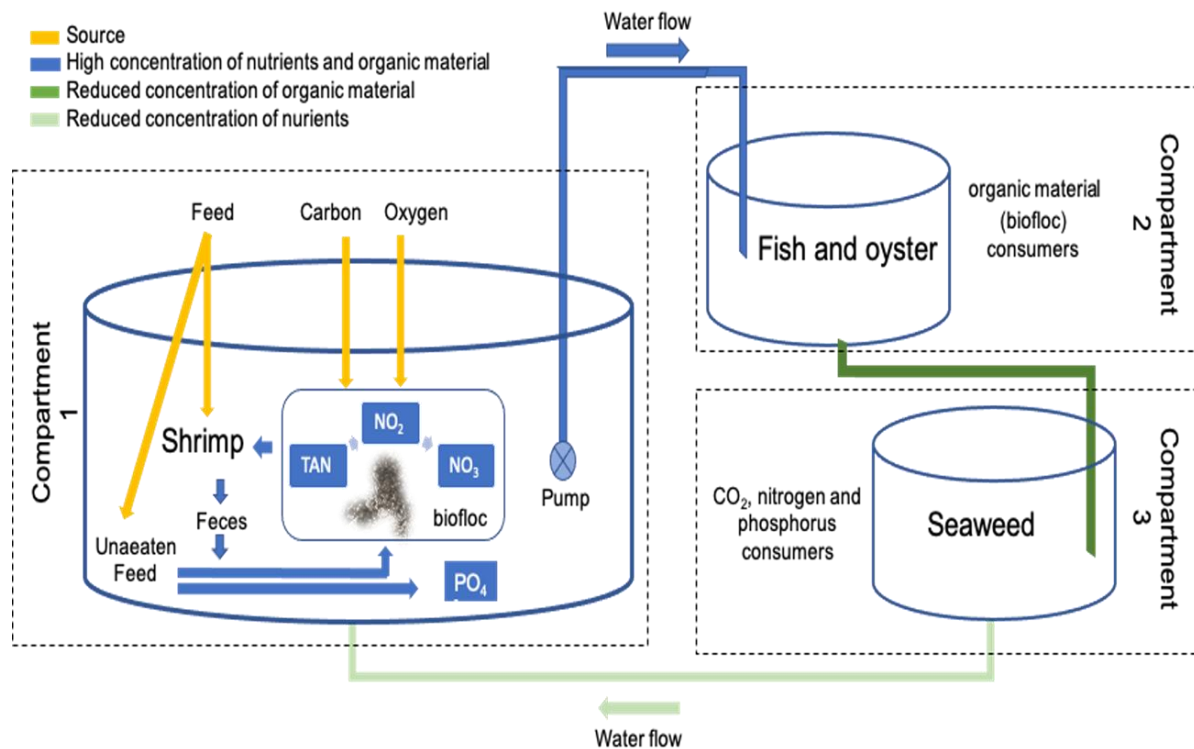 Source
High concentration of nutrients and organic material
Reduced concentration of organic material
Reduced concentration of nurients
Water flow
Compartment
1
Feed
Carbon
Oxygen
Shrimp
TAN
NO₂
NO₃
biofloc
Feces
Unaeaten
Feed
PO₄
Pump
Fish and oyster
organic material
(biofloc)
consumers
Compartment
2
CO₂, nitrogen and
phosphorus
consumers
Seaweed
Compartment
3
Water flow